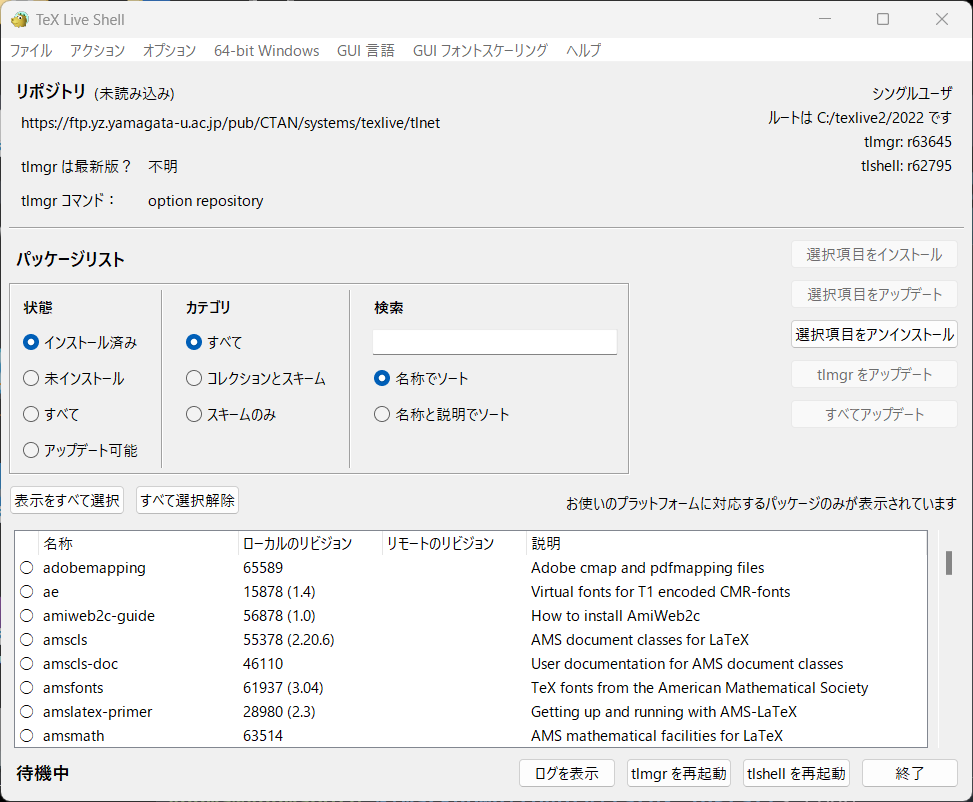 TeX Live Shell
ファイル アクション オプション 64-bit Windows GUI 言語 GUI フォントスケーリング ヘルプ
リポジトリ (未読み込み) シングルユーザ
https://ftp.yz.yamagata-u.ac.jp/pub/CTAN/systems/texlive/tlnet ルートは C:/texlive2/2022 です
tlmgr: r63645
tlmgr は最新版？ 不明 tlshell: r62795
tlmgr コマンド： option repository
パッケージリスト 選択項目をインストール
選択項目をアップデート
状態 カテゴリ 検索
インストール済み すべて 選択項目をアンインストール
未インストール コレクションとスキーム 名称でソート tlmgr をアップデート
すべて スキームのみ 名称と説明でソート すべてアップデート
アップデート可能
表示をすべて選択 すべて選択解除 お使いのプラットフォームに対応するパッケージのみが表示されています
名称 ローカルのリビジョン リモートのリビジョン 説明
adobemapping 65589 Adobe cmap and pdfmapping files
ae 15878 (1.4) Virtual fonts for T1 encoded CMR-fonts
amiweb2c-guide 56878 (1.0) How to install AmiWeb2c
amscls 55378 (2.20.6) AMS document classes for LaTeX
amscls-doc 46110 User documentation for AMS document classes
amsfonts 61937 (3.04) TeX fonts from the American Mathematical Society
amslatex-primer 28980 (2.3) Getting up and running with AMS-LaTeX
amsmath 63514 AMS mathematical facilities for LaTeX
待機中 ログを表示 tlmgr を再起動 tlshell を再起動 終了